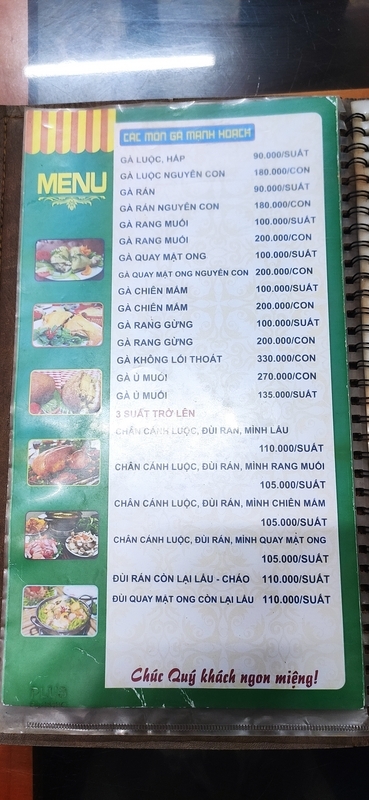 CÁC MÓN GÀ MẠNH HOẠCH
MENU
GÀ LUỘC, HẤP 90.000/SUẤT
GÀ LUỘC NGUYÊN CON 180.000/CON
GÀ RÁN 90.000/SUẤT
GÀ RÁN NGUYÊN CON 180.000/CON
GÀ RANG MUỐI 100.000/SUẤT
GÀ RANG MUỐI 200.000/CON
GÀ QUAY MẬT ONG 100.000/SUẤT
GÀ QUAY MẬT ONG NGUYÊN CON 200.000/CON
GÀ CHIÊN MẮM 100.000/SUẤT
GÀ CHIÊN MẮM 200.000/CON
GÀ RANG GỪNG 100.000/SUẤT
GÀ RANG GỪNG 200.000/CON
GÀ KHÔNG LỐI THOÁT 330.000/CON
GÀ Ủ MUỐI 270.000/CON
GÀ Ủ MUỐI 135.000/SUẤT
3 SUẤT TRỞ LÊN
CHÂN CÁNH LUỘC, ĐÙI RÁN, MÌNH LẨU
110.000/SUẤT
CHÂN CÁNH LUỘC, ĐÙI RÁN, MÌNH RANG MUỐI
105.000/SUẤT
CHÂN CÁNH LUỘC, ĐÙI RÁN, MÌNH CHIÊN MẮM
105.000/SUẤT
CHÂN CÁNH LUỘC, ĐÙI RÁN, MÌNH QUAY MẬT ONG
105.000/SUẤT
ĐÙI RÁN CÒN LẠI LẨU - CHÁO 110.000/SUẤT
ĐÙI QUAY MẬT ONG CÒN LẠI LẨU 110.000/SUẤT
Chúc Quý khách ngon miệng!